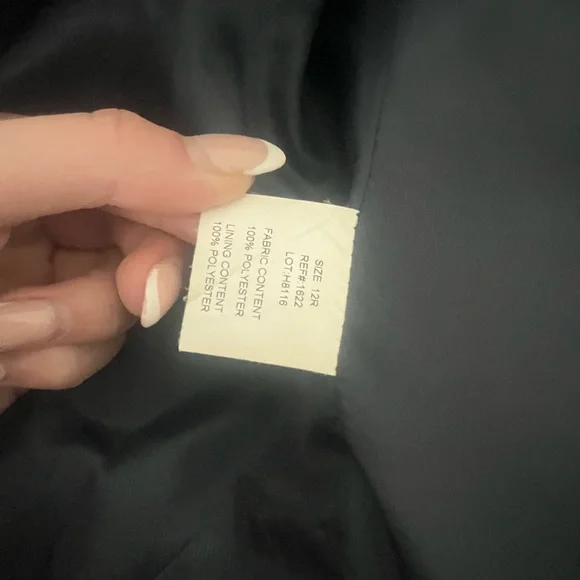 SIZE 12R
REF# 1622
LOT:H8116
FABRIC CONTENT
100% POLYESTER
LINING CONTENT
100% POLYESTER